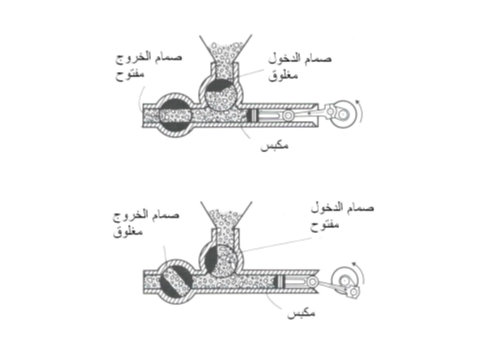 صمام الخروج
مفتوح
صمام الدخول
مغلوق
مكبس
صمام الخروج
مغلوق
صمام الدخول
مفتوح
مكبس